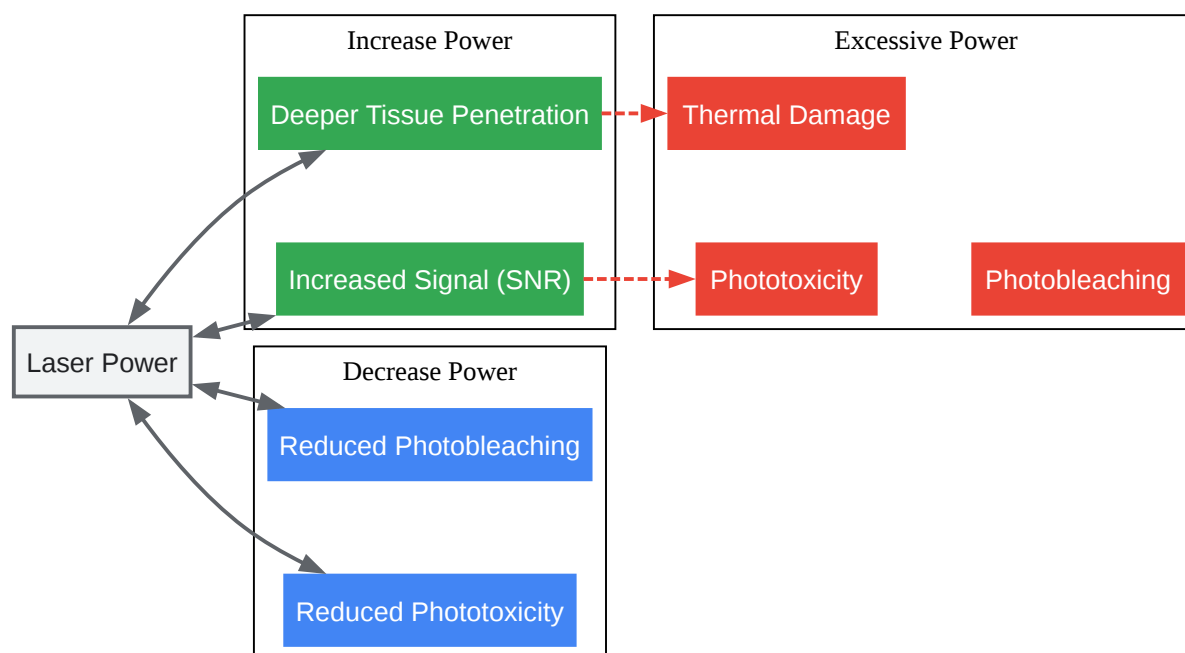 Increase Power
Excessive Power
Deeper Tissue Penetration
Thermal Damage
Increased Signal (SNR)
Phototoxicity
Photobleaching
Laser Power
Decrease Power
Reduced Photobleaching
Reduced Phototoxicity